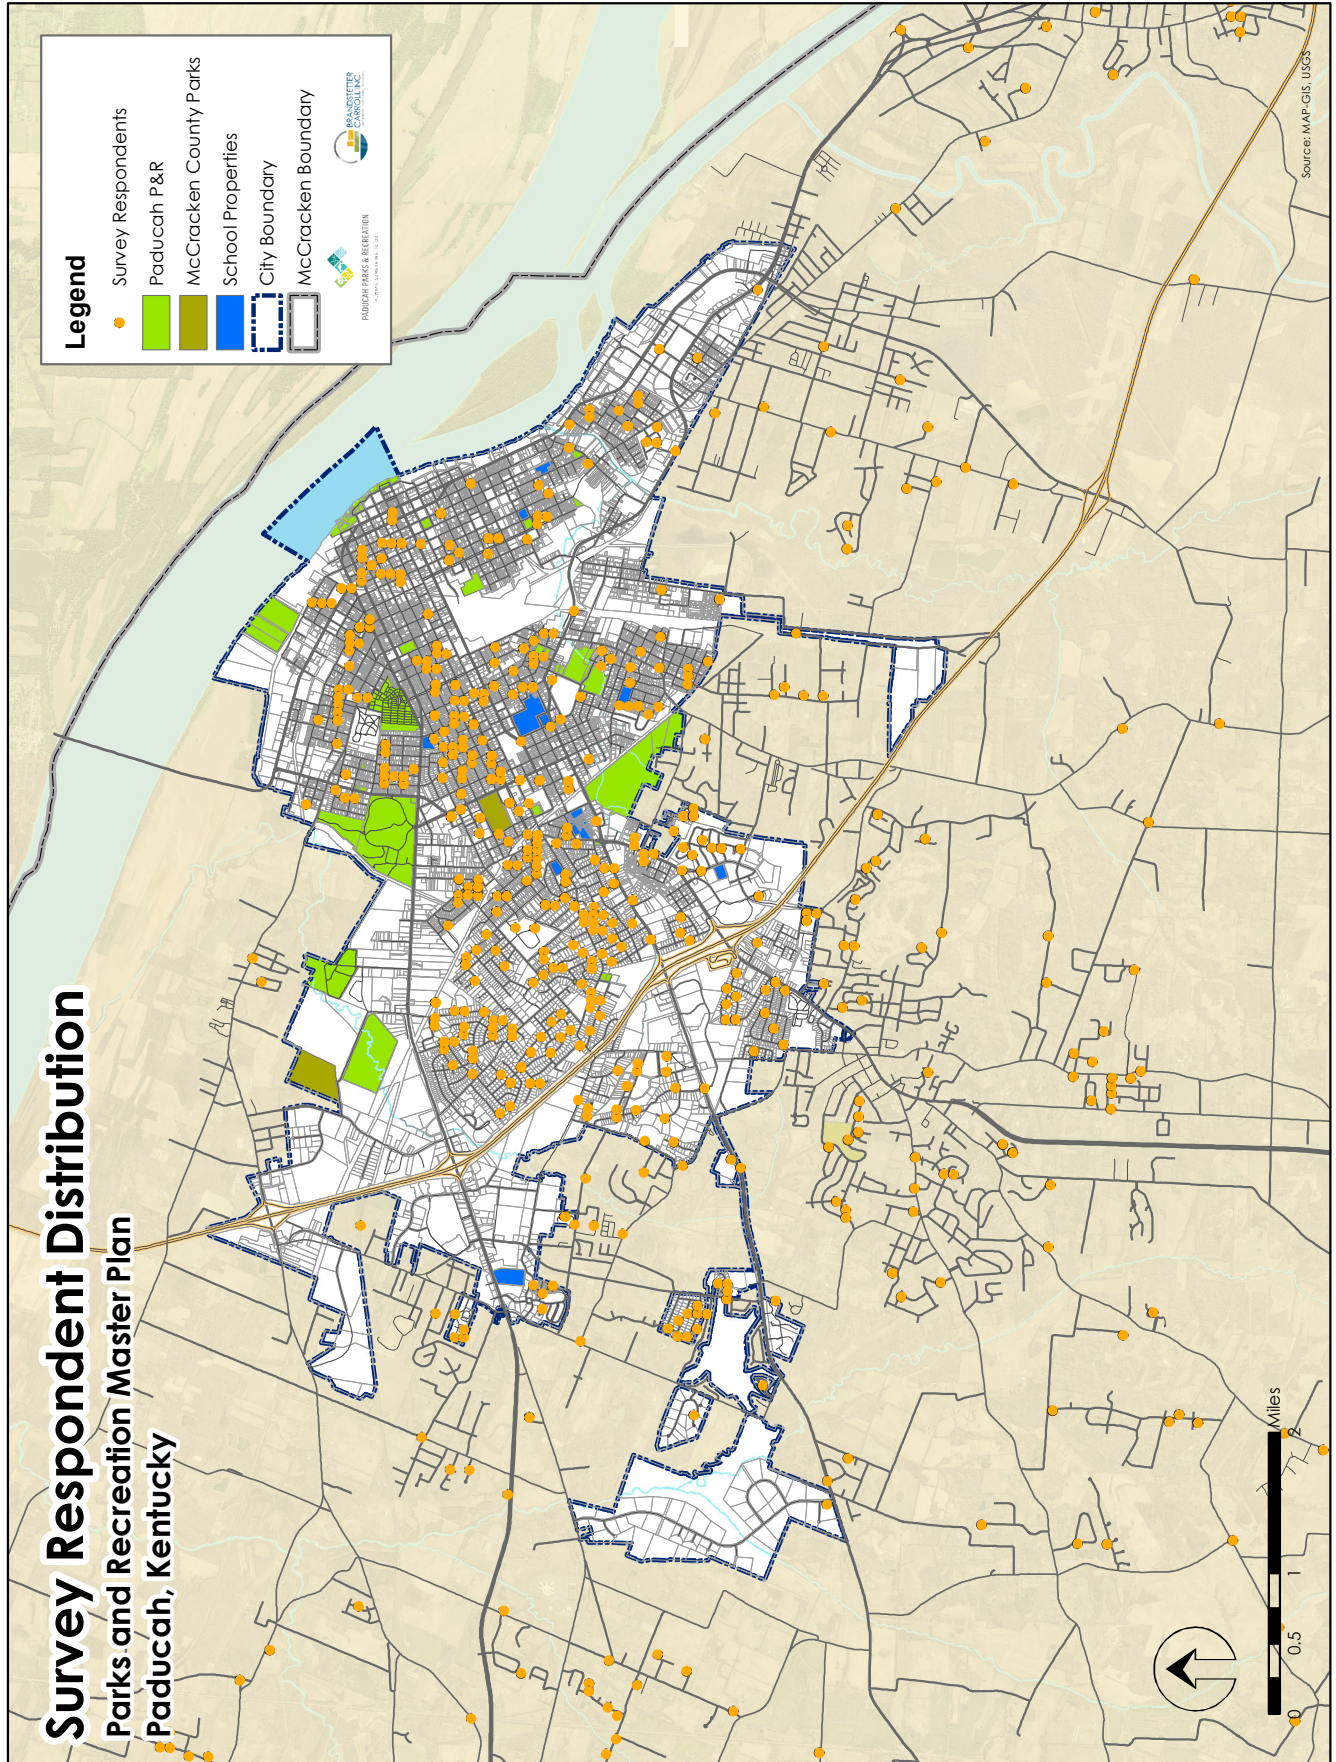 Survey Respondent Distribution
Parks and Recreation Master Plan
Paducah, Kentucky
Legend
Survey Respondents
Paducah P&R
McCracken County Parks
School Properties
City Boundary
McCracken Boundary
PADUCAH PARKS & RECREATION
BRANDSTETTER
CARROLL INC
0 0.5 1 2
Miles
Source: MAP-GIS, USGS